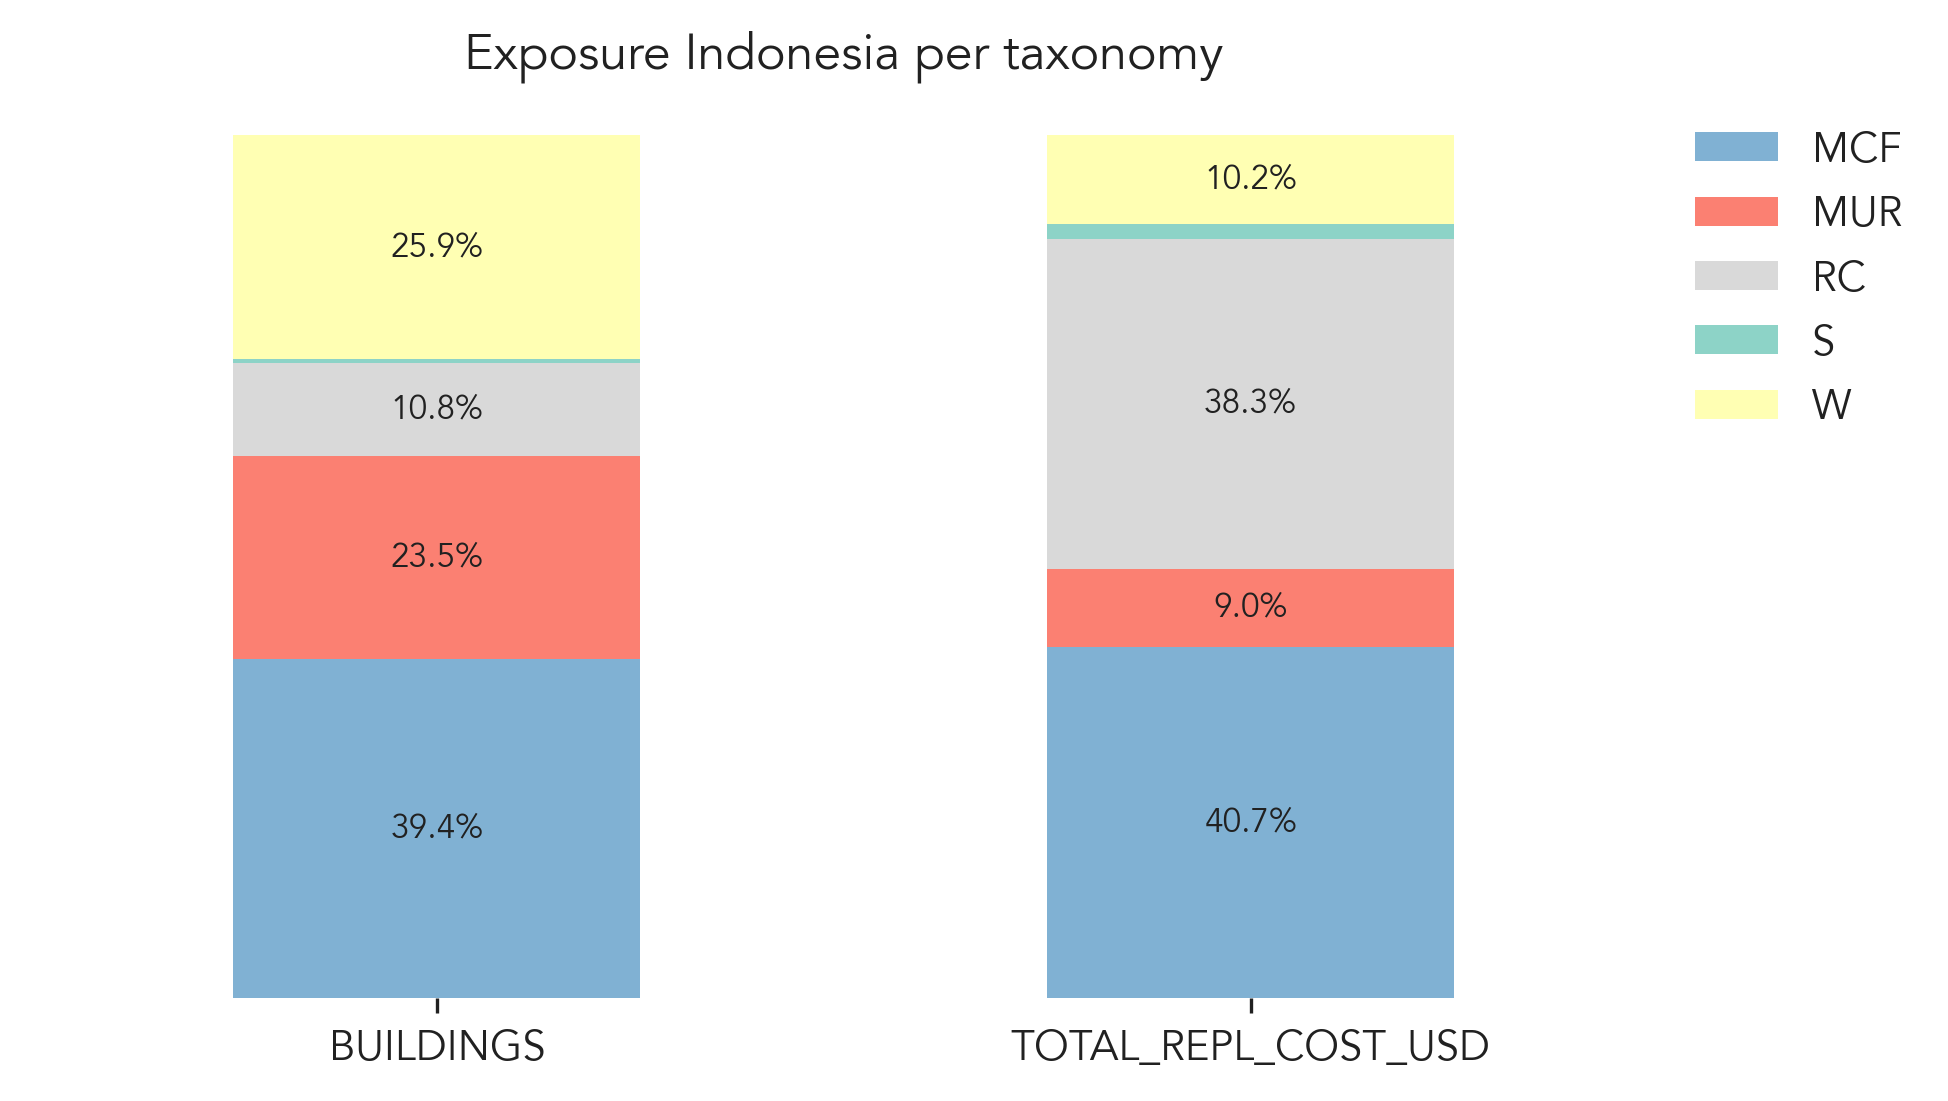 Exposure Indonesia per taxonomy
25.9%
10.8%
23.5%
39.4%
10.2%
38.3%
9.0%
40.7%
MCF
MUR
RC
S
W
BUILDINGS
TOTAL_REPL_COST_USD